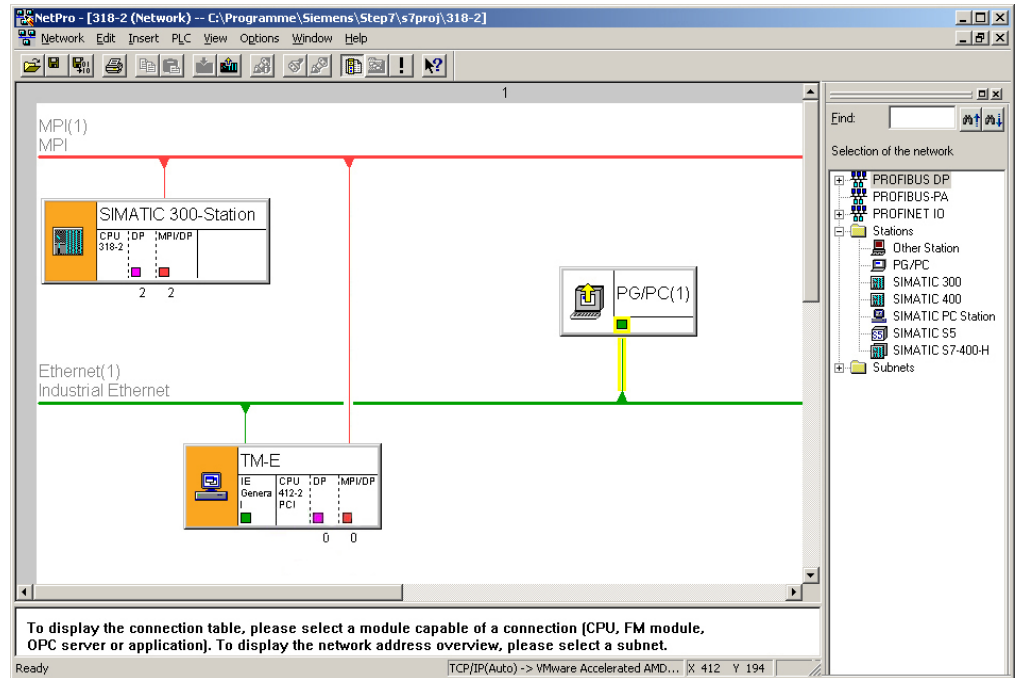 NetPro - [318-2 (Network) -- C:\Programme\Siemens\Step7\s7proj\318-2]
Network Edit Insert PLC View Options Window Help
1
MPI(1)
MPI
SIMATIC 300-Station
CPU 318-2
DP
MPI/DP
2 2
PG/PC(1)
Ethernet(1)
Industrial Ethernet
TM-E
IE General
CPU 412-2 PCI
DP
MPI/DP
0 0
Find:
Selection of the network
PROFIBUS DP
PROFIBUS-PA
PROFINET IO
Stations
Other Station
PG/PC
SIMATIC 300
SIMATIC 400
SIMATIC PC Station
SIMATIC S5
SIMATIC S7-400-H
Subnets
To display the connection table, please select a module capable of a connection (CPU, FM module,
OPC server or application). To display the network address overview, please select a subnet.
Ready
TCP/IP(Auto) -> VMware Accelerated AMD...
X 412 Y 194